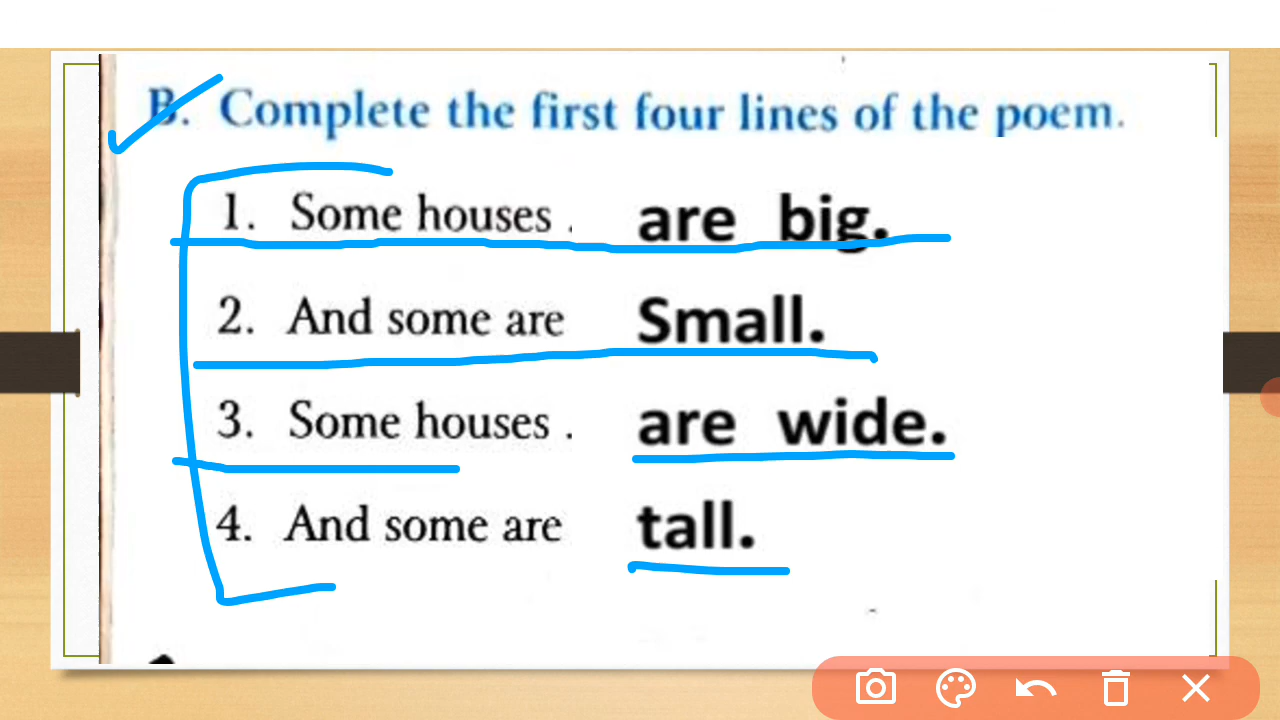 B. Complete the first four lines of the poem.
1. Some houses . are big.
2. And some are Small.
3. Some houses . are wide.
4. And some are tall.